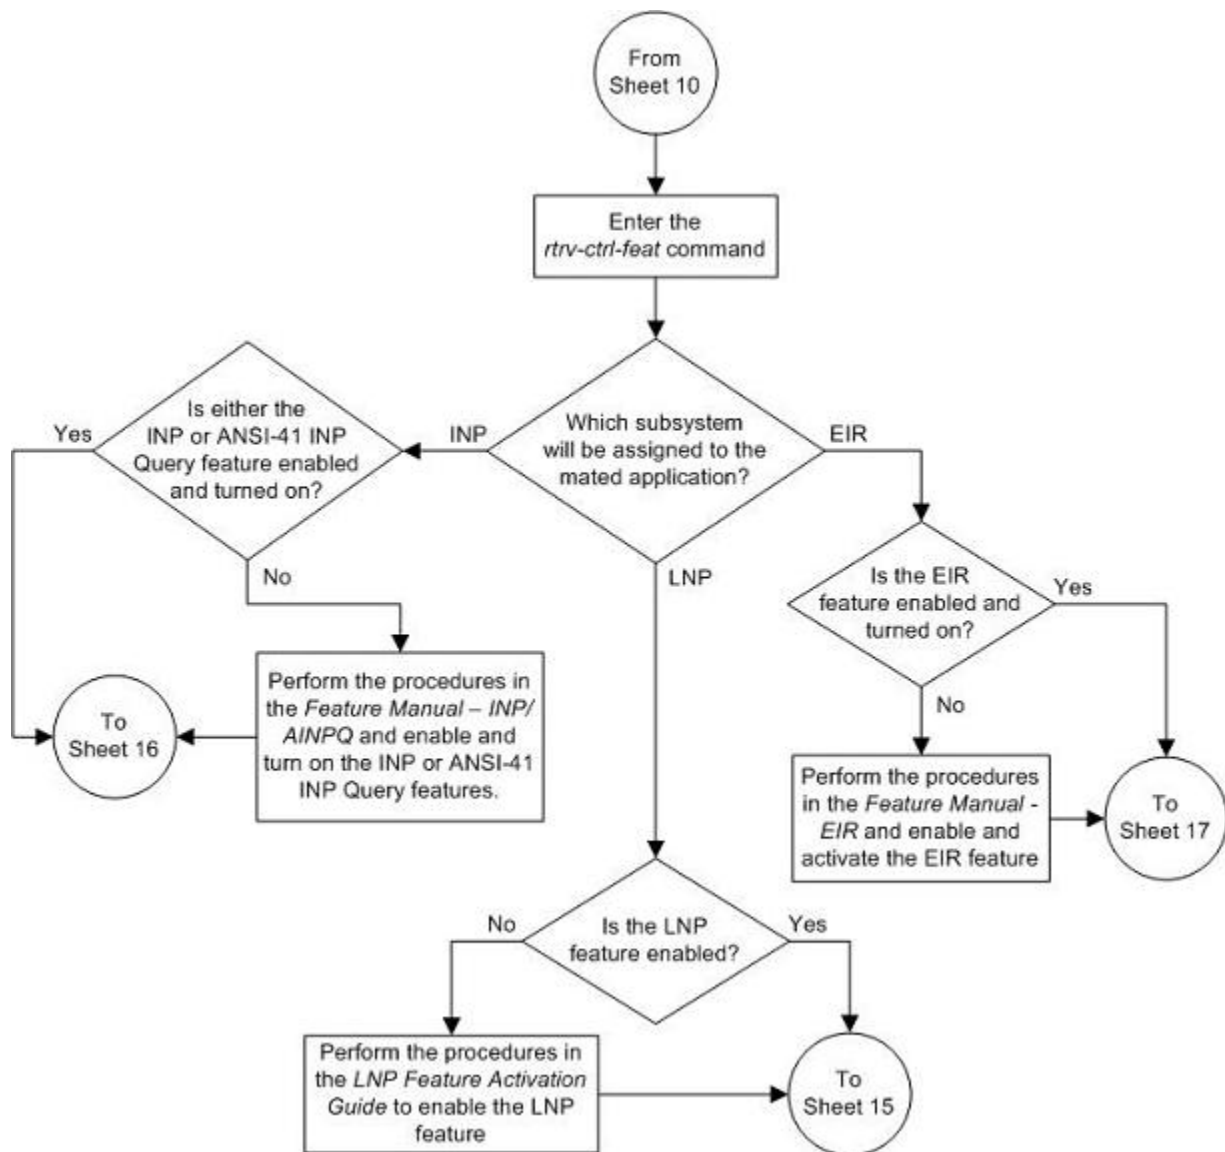 From
Sheet 10
Enter the
rtrv-ctrl-feat command
Which subsystem
will be assigned to the
mated application?
INP
EIR
LNP
Is either the
INP or ANSI-41 INP
Query feature enabled
and turned on?
Yes
No
Perform the procedures in
the Feature Manual – INP/
AINPQ and enable and
turn on the INP or ANSI-41
INP Query features.
To
Sheet 16
Is the EIR
feature enabled and
turned on?
Yes
No
Perform the procedures
in the Feature Manual -
EIR and enable and
activate the EIR feature
To
Sheet 17
Is the LNP
feature enabled?
No
Yes
Perform the procedures in
the LNP Feature Activation
Guide to enable the LNP
feature
To
Sheet 15